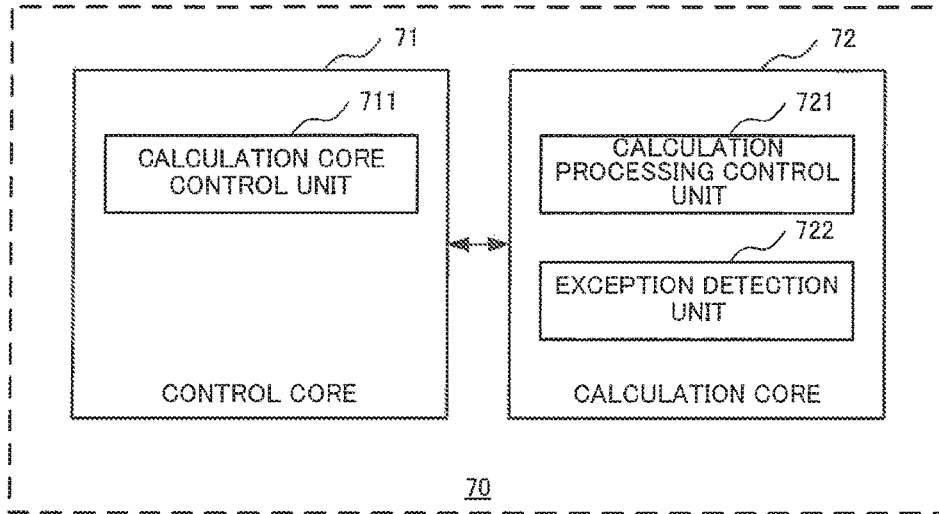 71
72
711
CALCULATION CORE
CONTROL UNIT
721
CALCULATION
PROCESSING CONTROL
UNIT
722
EXCEPTION DETECTION
UNIT
CONTROL CORE
CALCULATION CORE
70